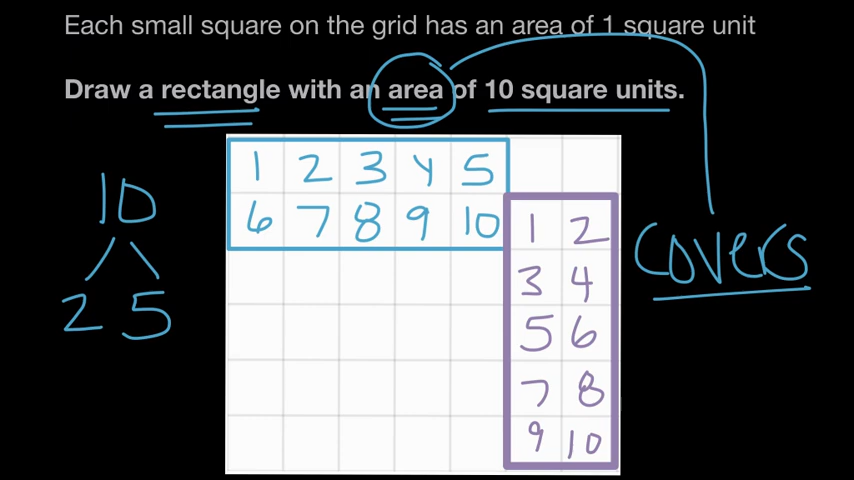 Each small square on the grid has an area of 1 square unit
Draw a rectangle with an area of 10 square units.
1 2 3 4 5
6 7 8 9 10
10
2 5
1 2
3 4
5 6
7 8
9 10
covers